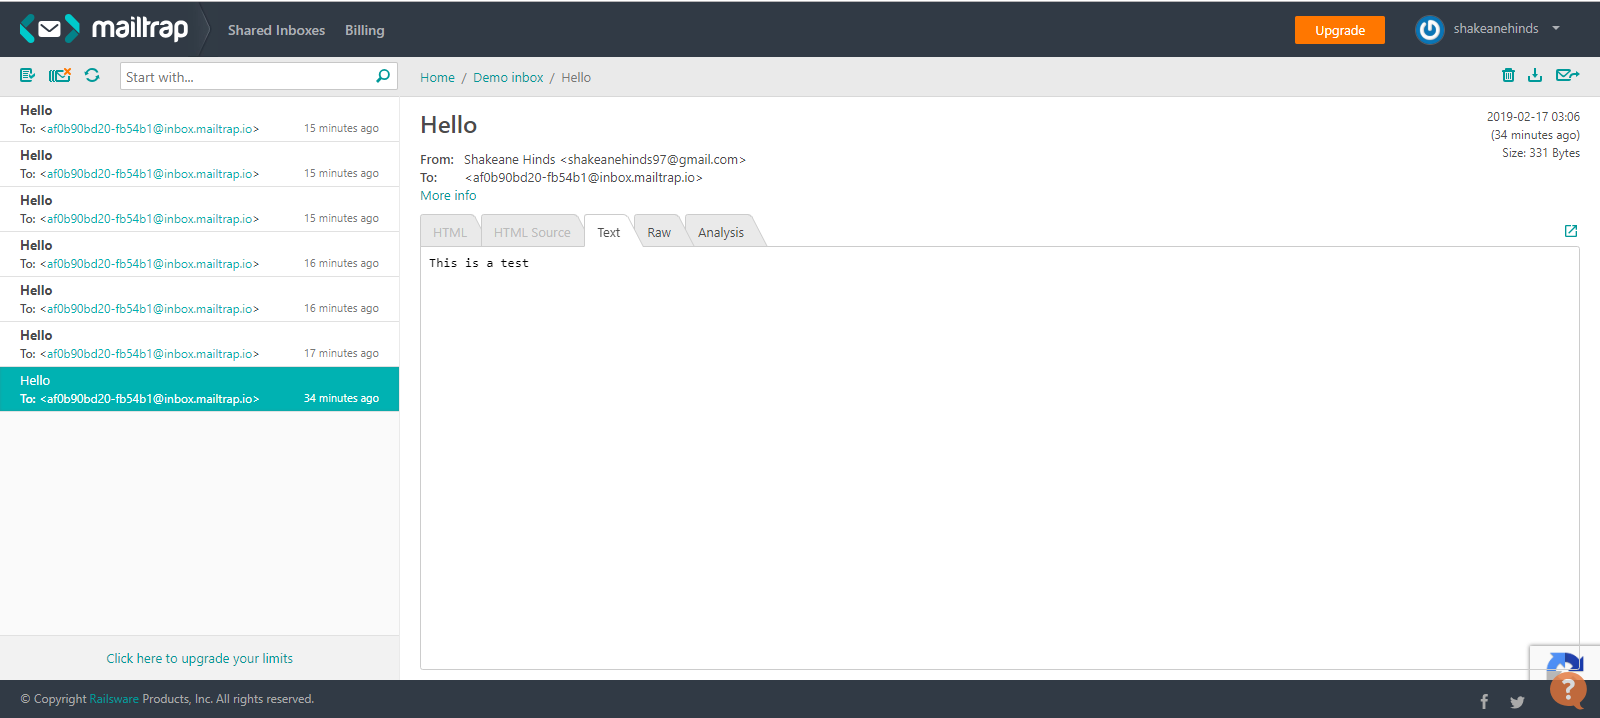 mailtrap Shared Inboxes Billing Upgrade shakeanehinds
Start with... Home / Demo inbox / Hello
Hello
To: <af0b90bd20-fb54b1@inbox.mailtrap.io> 15 minutes ago
Hello
To: <af0b90bd20-fb54b1@inbox.mailtrap.io> 15 minutes ago
Hello
To: <af0b90bd20-fb54b1@inbox.mailtrap.io> 15 minutes ago
Hello
To: <af0b90bd20-fb54b1@inbox.mailtrap.io> 16 minutes ago
Hello
To: <af0b90bd20-fb54b1@inbox.mailtrap.io> 16 minutes ago
Hello
To: <af0b90bd20-fb54b1@inbox.mailtrap.io> 17 minutes ago
Hello
To: <af0b90bd20-fb54b1@inbox.mailtrap.io> 34 minutes ago
Click here to upgrade your limits
Hello
2019-02-17 03:06
(34 minutes ago)
Size: 331 Bytes
From: Shakeane Hinds <shakeanehinds97@gmail.com>
To: <af0b90bd20-fb54b1@inbox.mailtrap.io>
More info
HTML HTML Source Text Raw Analysis
This is a test
© Copyright Railsware Products, Inc. All rights reserved.
?